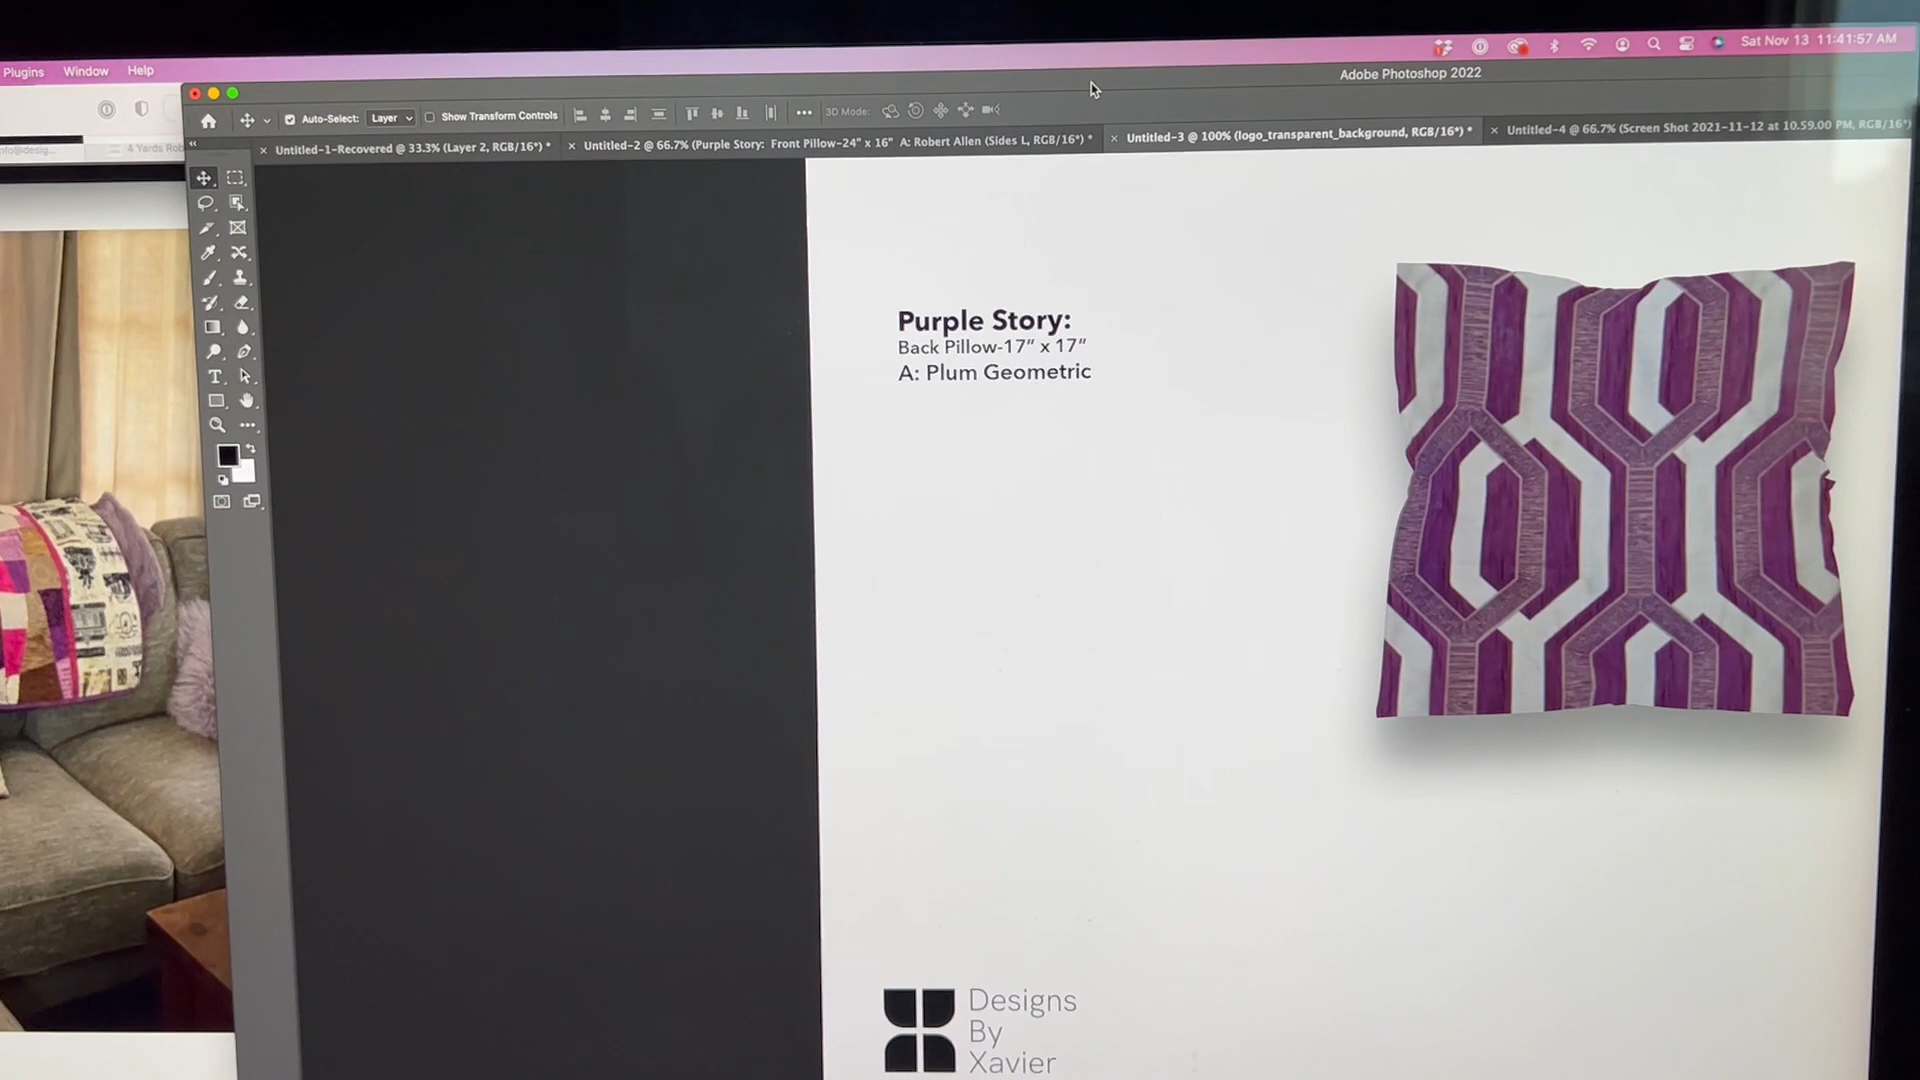 Plugins Window Help
Sat Nov 13 11:41:57 AM
Adobe Photoshop 2022
Auto-Select: Layer Show Transform Controls
3D Mode:
4 Yards Rob
Untitled-1-Recovered @ 33.3% (Layer 2, RGB/16*) *
Untitled-2 @ 66.7% (Purple Story: Front Pillow-24" x 16" A: Robert Allen (Sides L, RGB/16*) *
Untitled-3 @ 100% (logo_transparent_background, RGB/16*) *
Untitled-4 @ 66.7% (Screen Shot 2021-11-12 at 10.59.00 PM, RGB/16*)
Purple Story:
Back Pillow-17” x 17”
A: Plum Geometric
Designs
By
Xavier